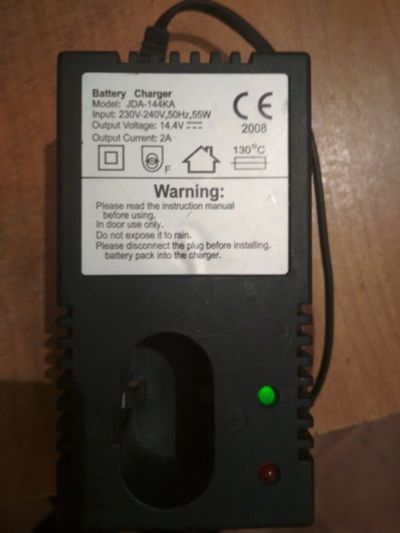 Battery Charger
Model: JDA-144KA
Input: 230V-240V,50Hz,55W
Output Voltage: 14.4V
Output Current: 2A
CE
2008
F
130°C
Warning:
Please read the instruction manual
before using.
In door use only.
Do not expose it to rain.
Please disconnect the plug before installing.
battery pack into the charger.